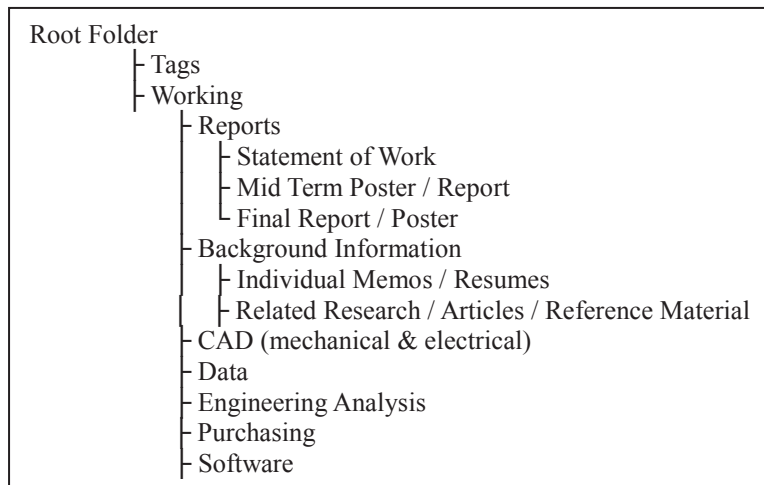 Root Folder
Tags
Working
Reports
Statement of Work
Mid Term Poster / Report
Final Report / Poster
Background Information
Individual Memos / Resumes
Related Research / Articles / Reference Material
CAD (mechanical & electrical)
Data
Engineering Analysis
Purchasing
Software